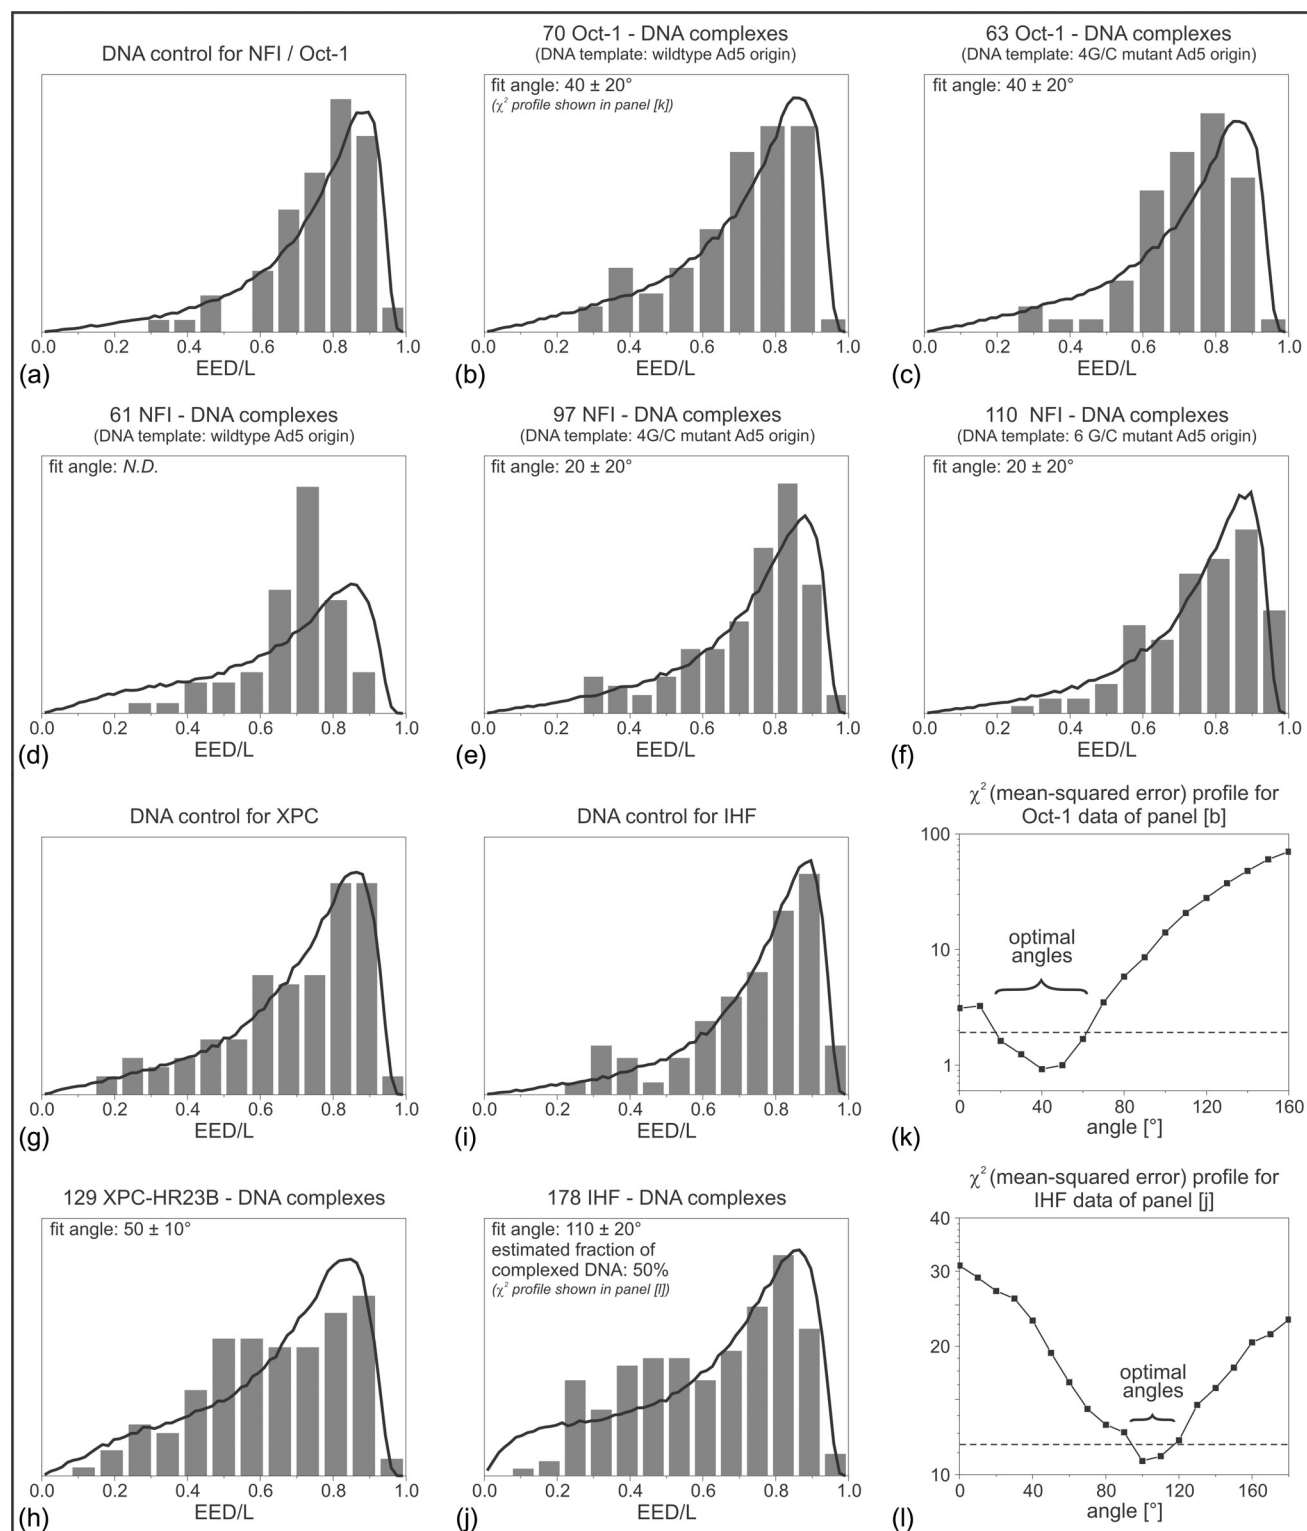 DNA control for NFI / Oct-1
0.0 0.2 0.4 0.6 0.8 1.0
EED/L
(a)
70 Oct-1 - DNA complexes
(DNA template: wildtype Ad5 origin)
fit angle: 40 ± 20°
(χ² profile shown in panel [k])
0.0 0.2 0.4 0.6 0.8 1.0
EED/L
(b)
63 Oct-1 - DNA complexes
(DNA template: 4G/C mutant Ad5 origin)
fit angle: 40 ± 20°
0.0 0.2 0.4 0.6 0.8 1.0
EED/L
(c)
61 NFI - DNA complexes
(DNA template: wildtype Ad5 origin)
fit angle: N.D.
0.0 0.2 0.4 0.6 0.8 1.0
EED/L
(d)
97 NFI - DNA complexes
(DNA template: 4G/C mutant Ad5 origin)
fit angle: 20 ± 20°
0.0 0.2 0.4 0.6 0.8 1.0
EED/L
(e)
110 NFI - DNA complexes
(DNA template: 6 G/C mutant Ad5 origin)
fit angle: 20 ± 20°
0.0 0.2 0.4 0.6 0.8 1.0
EED/L
(f)
DNA control for XPC
0.0 0.2 0.4 0.6 0.8 1.0
EED/L
(g)
DNA control for IHF
0.0 0.2 0.4 0.6 0.8 1.0
EED/L
(i)
χ² (mean-squared error) profile for
Oct-1 data of panel [b]
100
10
1
optimal
angles
0 40 80 120 160
angle [°]
(k)
129 XPC-HR23B - DNA complexes
fit angle: 50 ± 10°
0.0 0.2 0.4 0.6 0.8 1.0
EED/L
(h)
178 IHF - DNA complexes
fit angle: 110 ± 20°
estimated fraction of
complexed DNA: 50%
(χ² profile shown in panel [l])
0.0 0.2 0.4 0.6 0.8 1.0
EED/L
(j)
χ² (mean-squared error) profile for
IHF data of panel [j]
40
30
20
10
optimal
angles
0 40 80 120 160
angle [°]
(l)